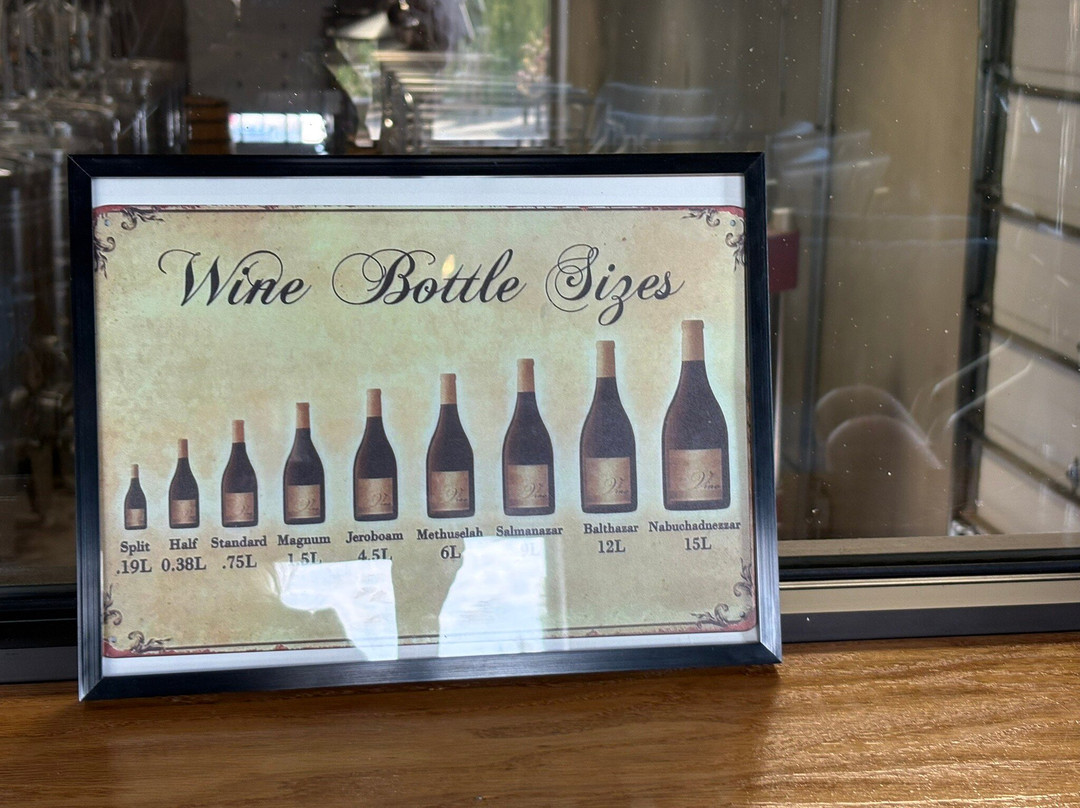 Wine Bottle Sizes
Split Half Standard Magnum Jeroboam Methuselah Salmanazar Balthazar Nabuchadnezzar
.19L 0.38L .75L 1.5L 4.5L 6L 9L 12L 15L